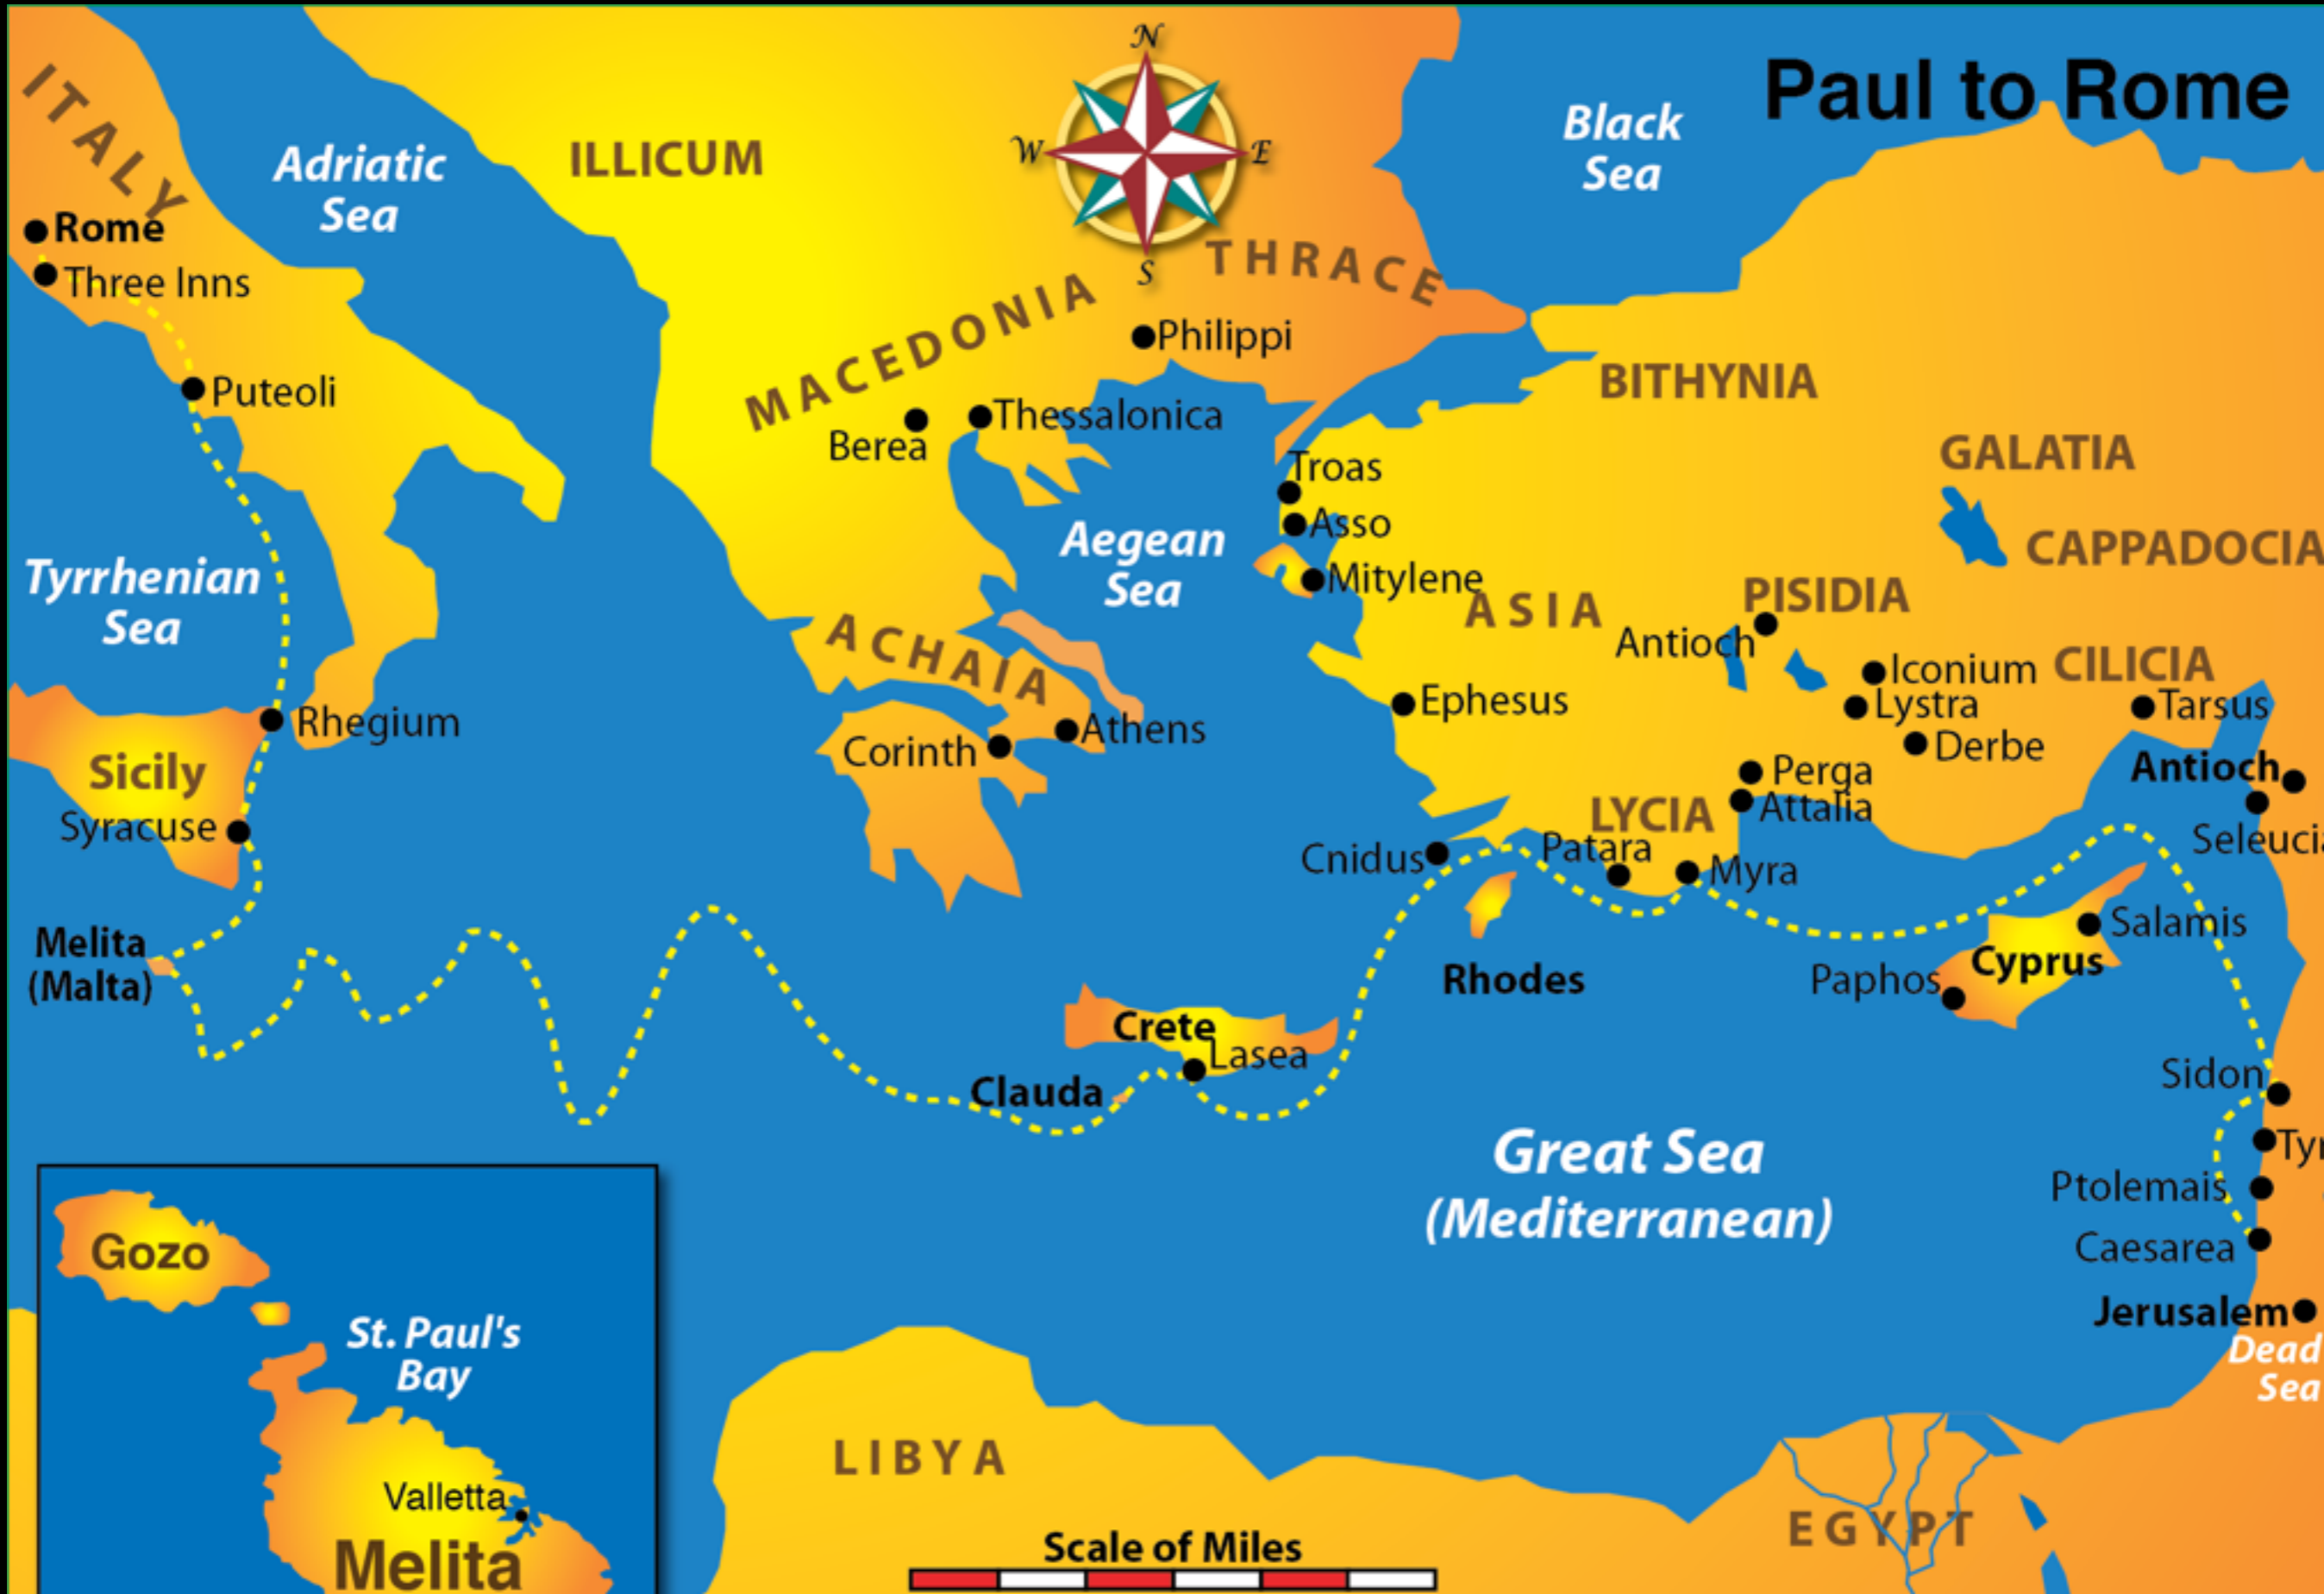 Paul to Rome
N
W
E
S
ITALY
Adriatic
Sea
ILLICUM
Black
Sea
THRACE
MACEDONIA
Rome
Three Inns
Puteoli
Philippi
Thessalonica
Berea
BITHYNIA
GALATIA
CAPPADOCIA
Troas
Asso
Mitylene
Aegean
Sea
Tyrrhenian
Sea
ASIA
PISIDIA
Antioch
Iconium
Lystra
Derbe
CILICIA
Tarsus
ACHAIA
Athens
Corinth
Ephesus
Rhegium
Sicily
Syracuse
Perga
Attalia
LYCIA
Antioch
Seleucia
Cnidus
Patara
Myra
Melita
(Malta)
Rhodes
Salamis
Cyprus
Paphos
Crete
Lasea
Clauda
Sidon
Tyr
Ptolemais
Caesarea
Jerusalem
Dead
Sea
Great Sea
(Mediterranean)
Gozo
St. Paul's
Bay
Valletta
Melita
LIBYA
EGYPT
Scale of Miles